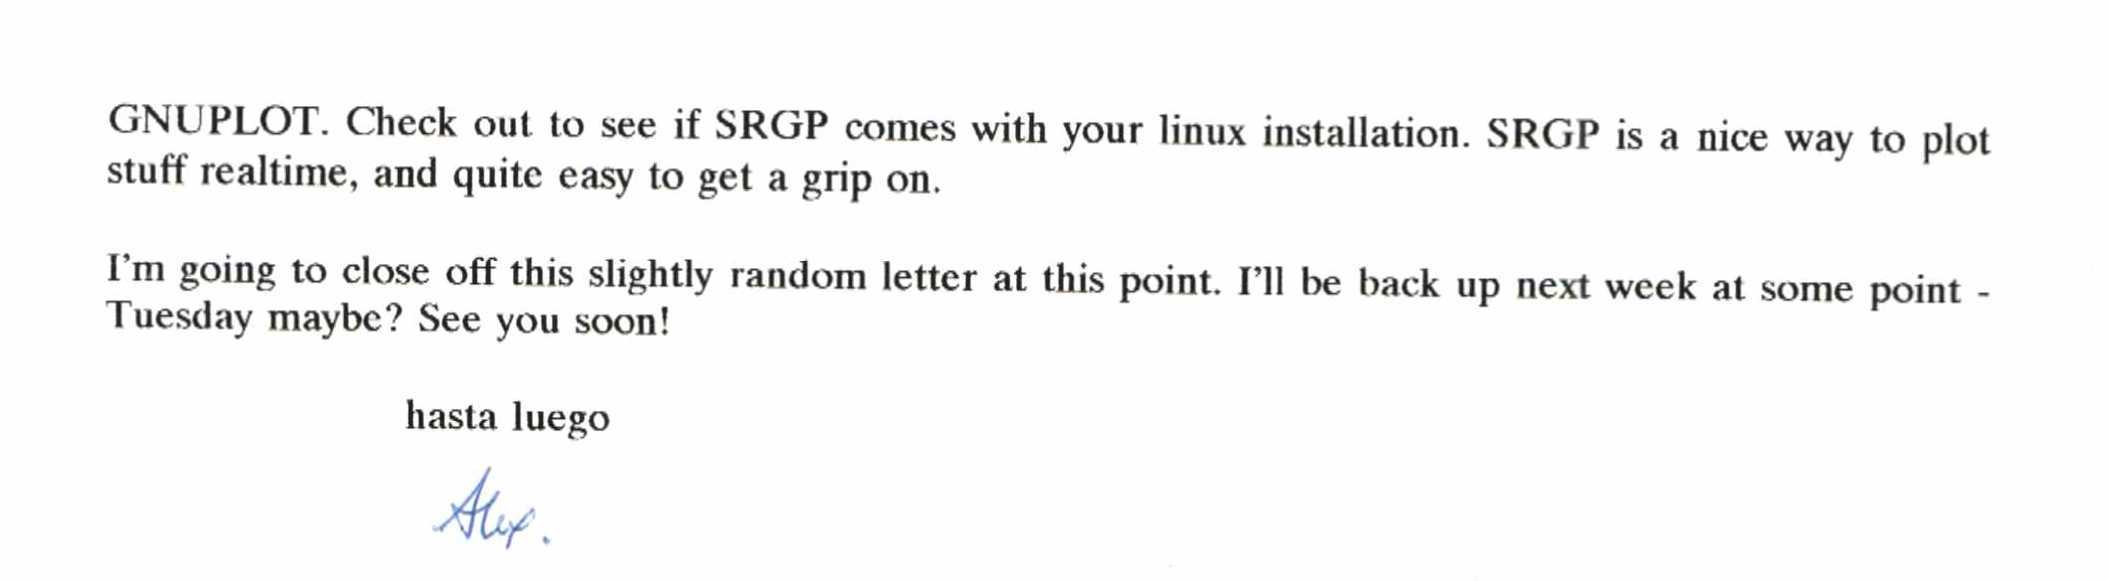 GNUPLOT. Check out to see if SRGP comes with your linux installation. SRGP is a nice way to plot
stuff realtime, and quite easy to get a grip on.
I'm going to close off this slightly random letter at this point. I'll be back up next week at some point -
Tuesday maybe? See you soon!
hasta luego
Alex.